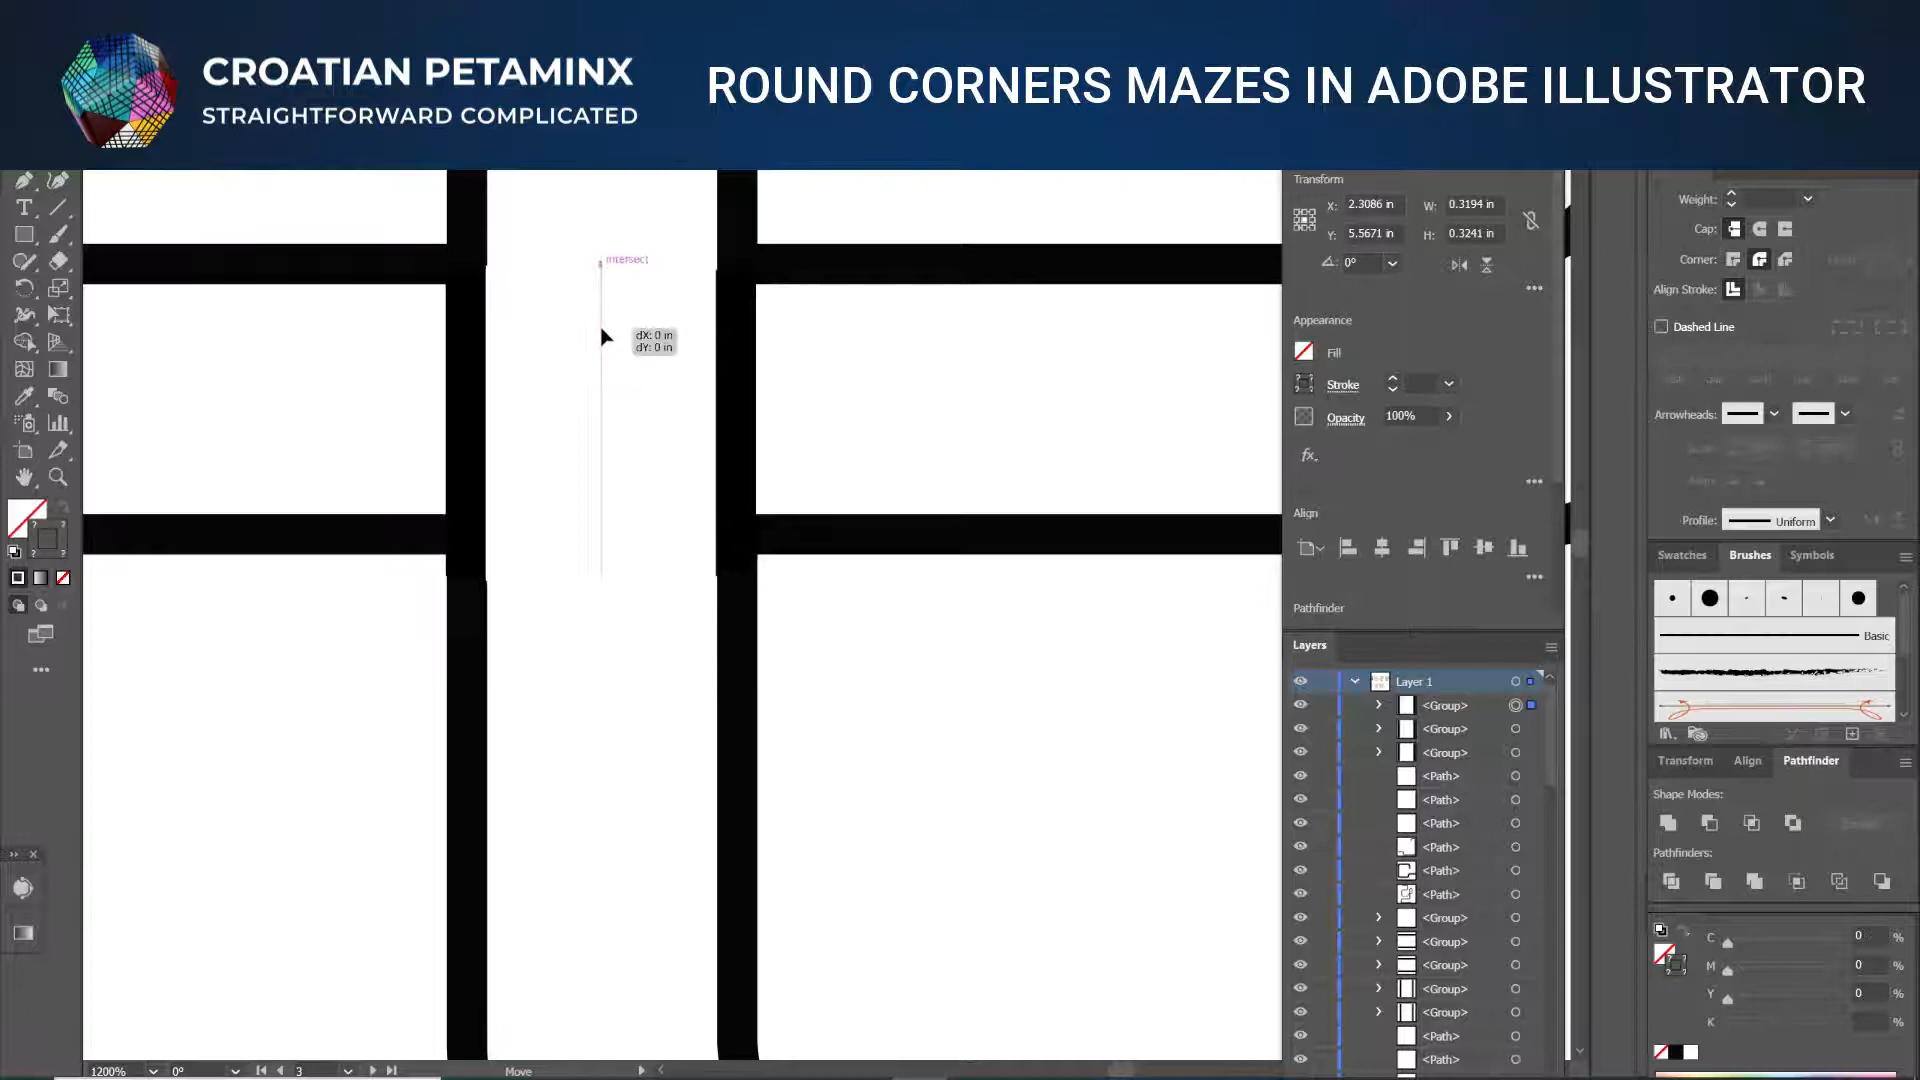 CROATIAN PETAMINX
STRAIGHTFORWARD COMPLICATED
ROUND CORNERS MAZES IN ADOBE ILLUSTRATOR
intersect
dX: 0 in
dY: 0 in
Transform
X: 2.3086 in W: 0.3194 in
Y: 5.5671 in H: 0.3241 in
0°
Appearance
Fill
Stroke
Opacity 100%
fx.
Align
Pathfinder
Layers
Layer 1
<Group>
<Group>
<Group>
<Path>
<Path>
<Path>
<Path>
<Path>
<Path>
<Group>
<Group>
<Group>
<Group>
<Group>
<Path>
<Path>
Weight:
Cap:
Corner:
Align Stroke:
Dashed Line
Arrowheads:
Profile: Uniform
Swatches Brushes Symbols
Basic
Transform Align Pathfinder
Shape Modes:
Pathfinders:
C 0 %
M 0 %
Y 0 %
K %
1200% 0° 3 Move